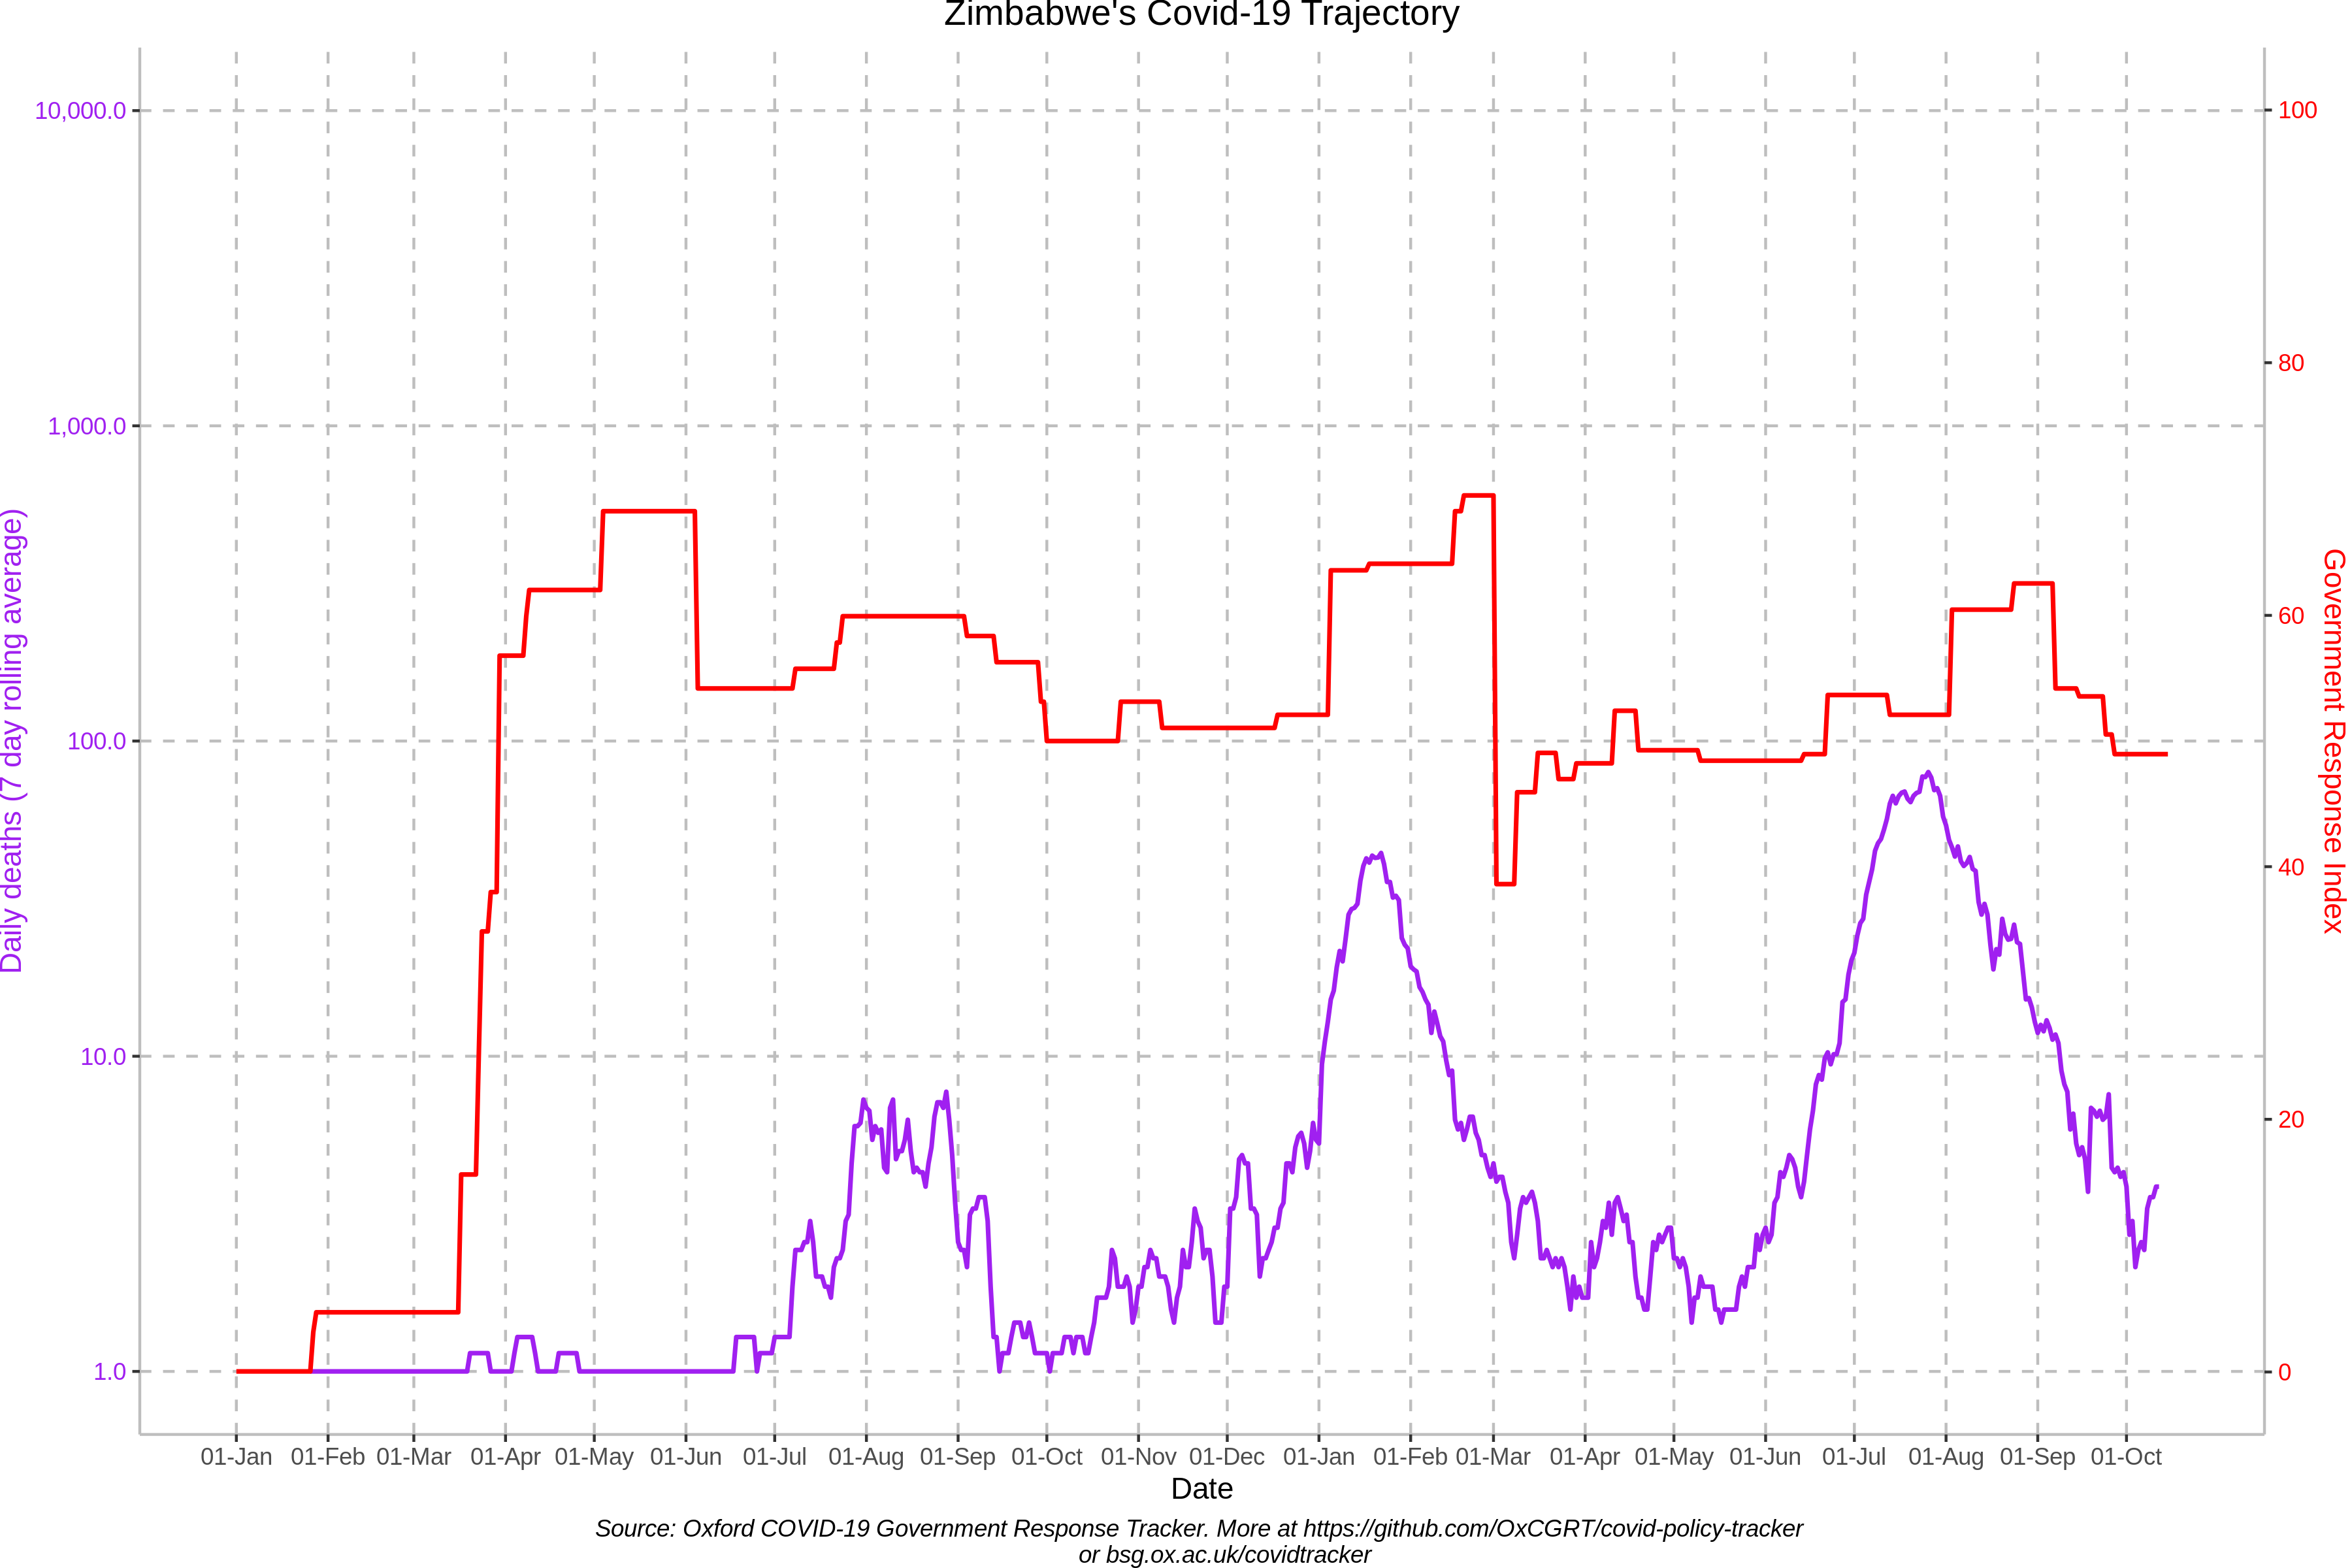 Zimbabwe's Covid-19 Trajectory
10,000.0
1,000.0
100.0
10.0
1.0
Daily deaths (7 day rolling average)
100
80
60
40
20
0
Government Response Index
01-Jan 01-Feb 01-Mar 01-Apr 01-May 01-Jun 01-Jul 01-Aug 01-Sep 01-Oct 01-Nov 01-Dec 01-Jan 01-Feb 01-Mar 01-Apr 01-May 01-Jun 01-Jul 01-Aug 01-Sep 01-Oct
Date
Source: Oxford COVID-19 Government Response Tracker. More at https://github.com/OxCGRT/covid-policy-tracker
or bsg.ox.ac.uk/covidtracker